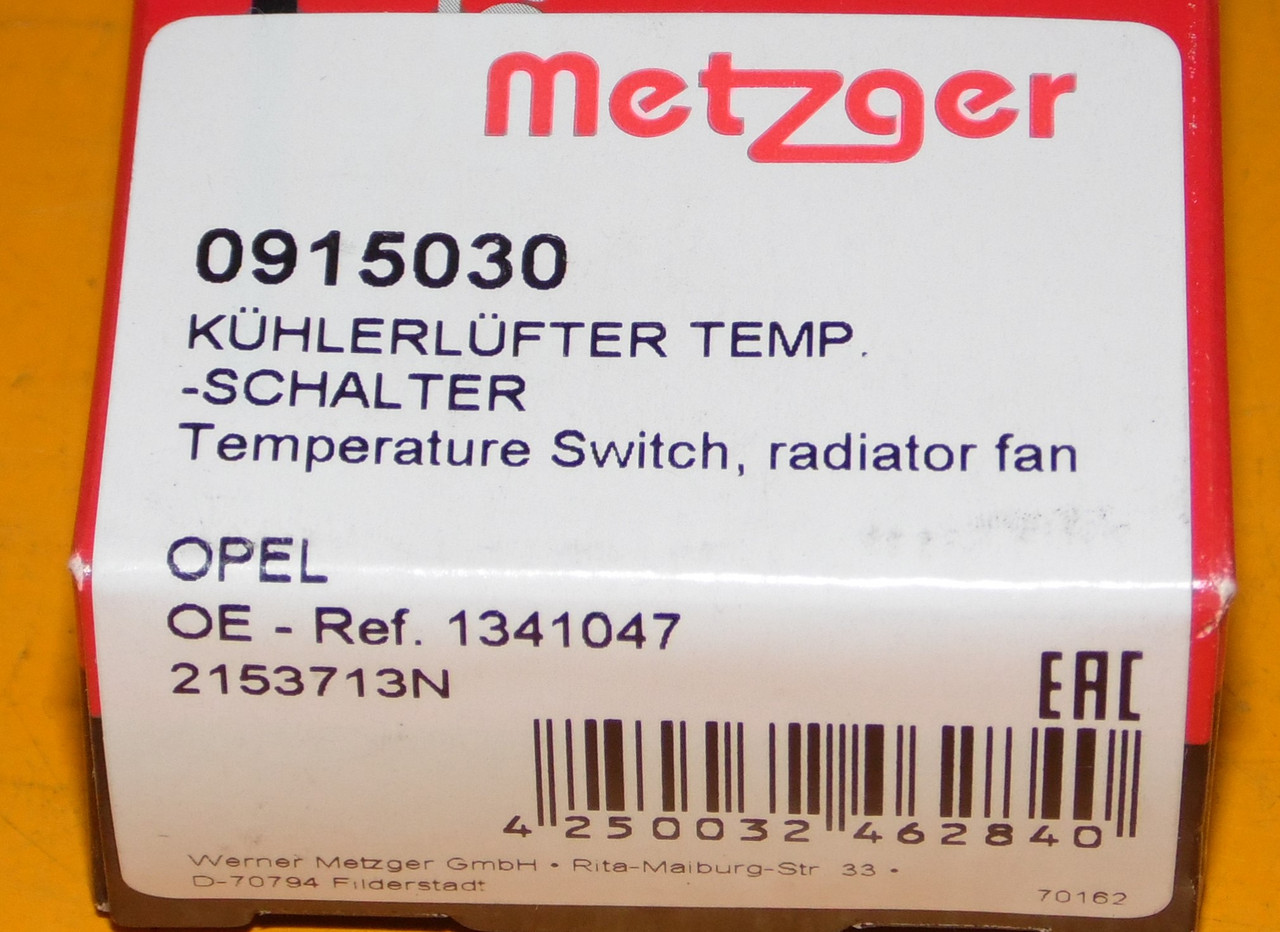 metzger
0915030
KÜHLERLÜFTER TEMP.
-SCHALTER
Temperature Switch, radiator fan
OPEL
OE - Ref. 1341047
2153713N
EAC
4 250032 462840
Werner Metzger GmbH • Rita-Maiburg-Str 33 •
D-70794 Filderstadt
70162